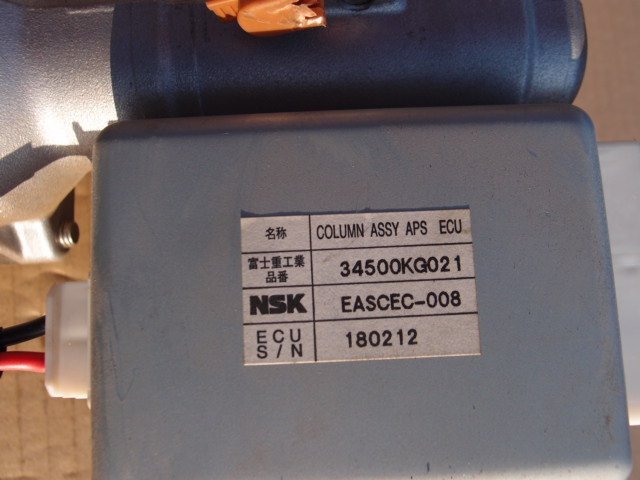 名称 COLUMN ASSY APS ECU
富士重工業
品番 34500KG021
NSK EASCEC-008
ECU
S/N 180212